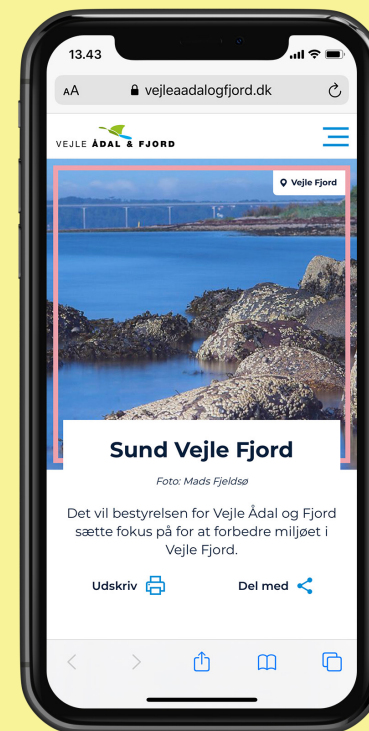 13.43
AA vejleaadalogfjord.dk
VEJLE ÅDAL & FJORD
Vejle Fjord
Sund Vejle Fjord
Foto: Mads Fjeldsø
Det vil bestyrelsen for Vejle Ådal og Fjord
sætte fokus på for at forbedre miljøet i
Vejle Fjord.
Udskriv Del med